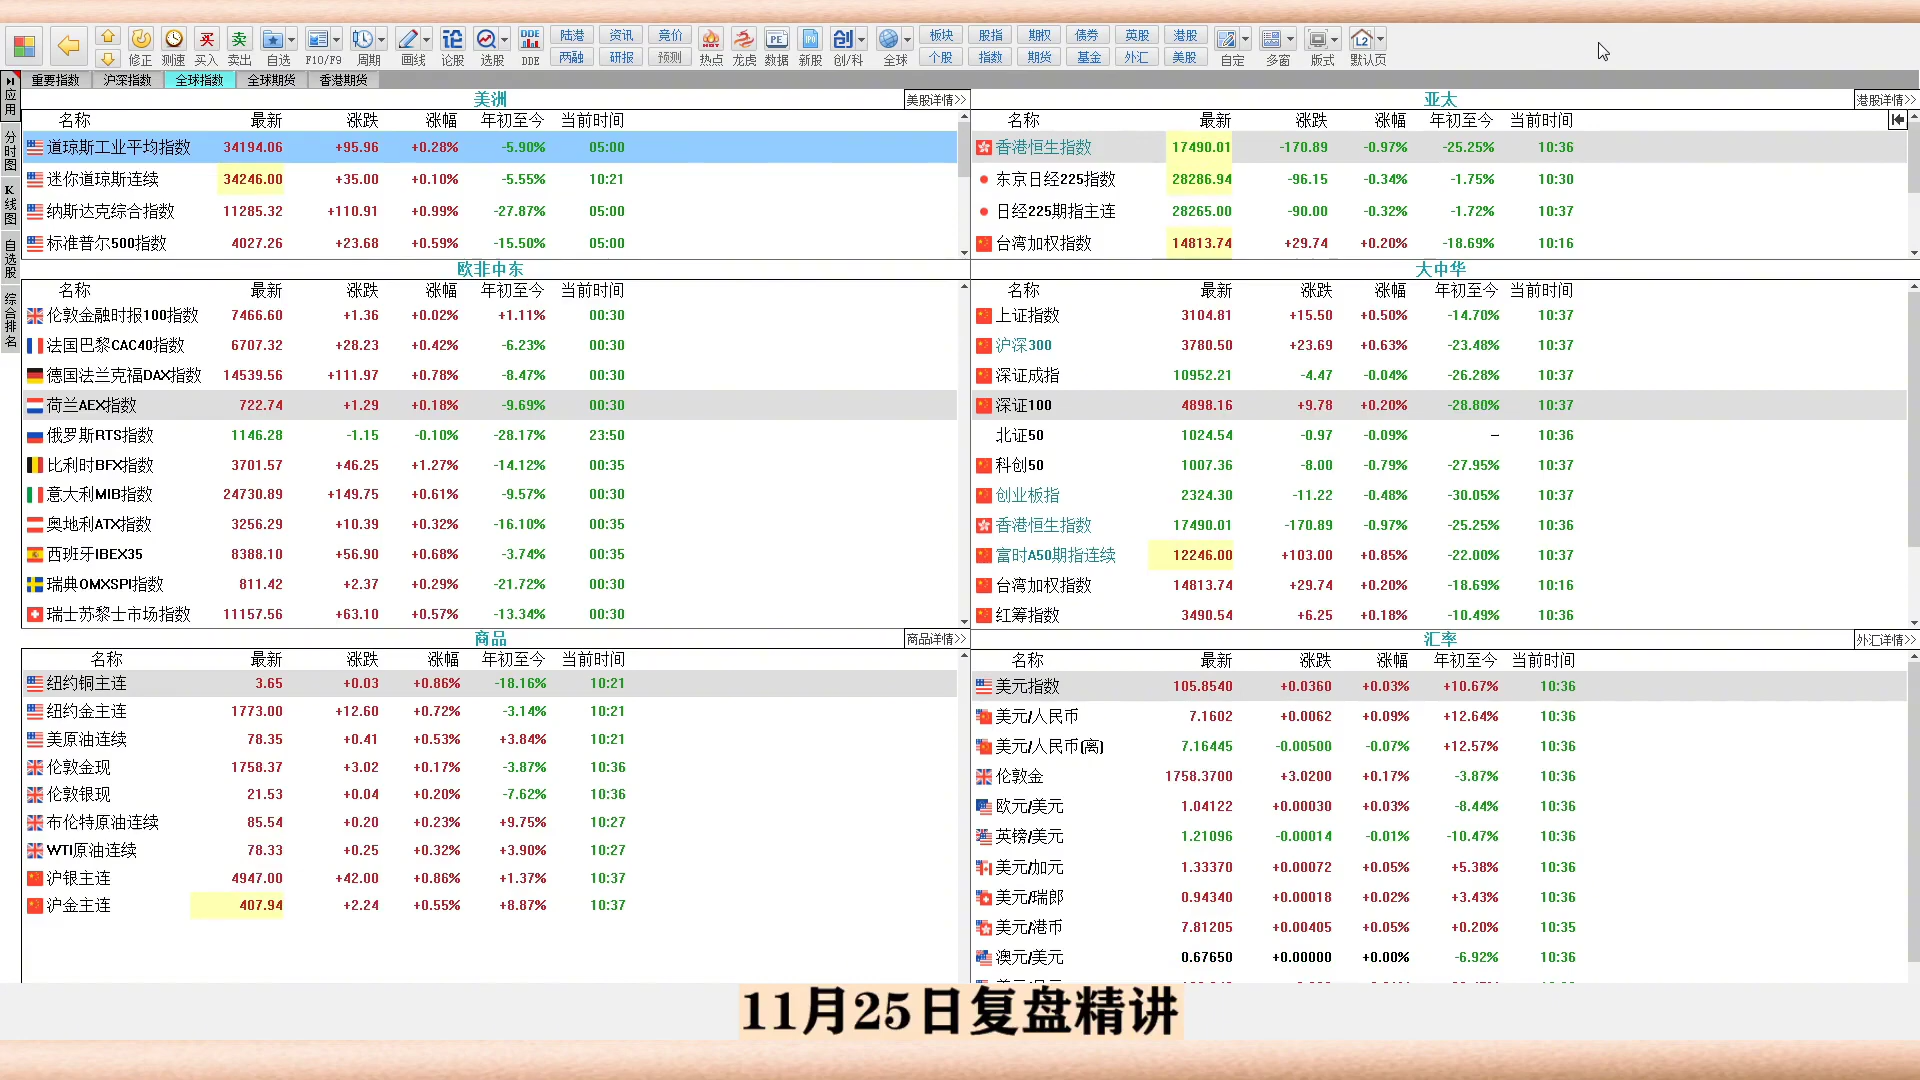 修正 测速 买入 卖出 自选 F10/F9 周期 画线 论股 选股 DDE 陆港 资讯 竞价 热点 龙虎 数据 新股 创/科 全球 板块 股指 期权 债券 英股 港股 自定 多窗 版式 默认页
两融 研报 预测 个股 指数 期货 基金 外汇 美股
重要指数 沪深指数 全球指数 全球期货 香港期货
应用
分时图
K线图
自选股
综合排名
美洲 美股详情>>
名称 最新 涨跌 涨幅 年初至今 当前时间
道琼斯工业平均指数 34194.06 +95.96 +0.28% -5.90% 05:00
迷你道琼斯连续 34246.00 +35.00 +0.10% -5.55% 10:21
纳斯达克综合指数 11285.32 +110.91 +0.99% -27.87% 05:00
标准普尔500指数 4027.26 +23.68 +0.59% -15.50% 05:00
亚太 港股详情>>
名称 最新 涨跌 涨幅 年初至今 当前时间
香港恒生指数 17490.01 -170.89 -0.97% -25.25% 10:36
东京日经225指数 28286.94 -96.15 -0.34% -1.75% 10:30
日经225期指主连 28265.00 -90.00 -0.32% -1.72% 10:37
台湾加权指数 14813.74 +29.74 +0.20% -18.69% 10:16
欧非中东
名称 最新 涨跌 涨幅 年初至今 当前时间
伦敦金融时报100指数 7466.60 +1.36 +0.02% +1.11% 00:30
法国巴黎CAC40指数 6707.32 +28.23 +0.42% -6.23% 00:30
德国法兰克福DAX指数 14539.56 +111.97 +0.78% -8.47% 00:30
荷兰AEX指数 722.74 +1.29 +0.18% -9.69% 00:30
俄罗斯RTS指数 1146.28 -1.15 -0.10% -28.17% 23:50
比利时BFX指数 3701.57 +46.25 +1.27% -14.12% 00:35
意大利MIB指数 24730.89 +149.75 +0.61% -9.57% 00:30
奥地利ATX指数 3256.29 +10.39 +0.32% -16.10% 00:35
西班牙IBEX35 8388.10 +56.90 +0.68% -3.74% 00:35
瑞典OMXSPI指数 811.42 +2.37 +0.29% -21.72% 00:30
瑞士苏黎士市场指数 11157.56 +63.10 +0.57% -13.34% 00:30
大中华
名称 最新 涨跌 涨幅 年初至今 当前时间
上证指数 3104.81 +15.50 +0.50% -14.70% 10:37
沪深300 3780.50 +23.69 +0.63% -23.48% 10:37
深证成指 10952.21 -4.47 -0.04% -26.28% 10:37
深证100 4898.16 +9.78 +0.20% -28.80% 10:37
北证50 1024.54 -0.97 -0.09% — 10:36
科创50 1007.36 -8.00 -0.79% -27.95% 10:37
创业板指 2324.30 -11.22 -0.48% -30.05% 10:37
香港恒生指数 17490.01 -170.89 -0.97% -25.25% 10:36
富时A50期指连续 12246.00 +103.00 +0.85% -22.00% 10:37
台湾加权指数 14813.74 +29.74 +0.20% -18.69% 10:16
红筹指数 3490.54 +6.25 +0.18% -10.49% 10:36
商品 商品详情>>
名称 最新 涨跌 涨幅 年初至今 当前时间
纽约铜主连 3.65 +0.03 +0.86% -18.16% 10:21
纽约金主连 1773.00 +12.60 +0.72% -3.14% 10:21
美原油连续 78.35 +0.41 +0.53% +3.84% 10:21
伦敦金现 1758.37 +3.02 +0.17% -3.87% 10:36
伦敦银现 21.53 +0.04 +0.20% -7.62% 10:36
布伦特原油连续 85.54 +0.20 +0.23% +9.75% 10:27
WTI原油连续 78.33 +0.25 +0.32% +3.90% 10:27
沪银主连 4947.00 +42.00 +0.86% +1.37% 10:37
沪金主连 407.94 +2.24 +0.55% +8.87% 10:37
汇率 外汇详情>>
名称 最新 涨跌 涨幅 年初至今 当前时间
美元指数 105.8540 +0.0360 +0.03% +10.67% 10:36
美元/人民币 7.1602 +0.0062 +0.09% +12.64% 10:36
美元/人民币(离) 7.16445 -0.00500 -0.07% +12.57% 10:36
伦敦金 1758.3700 +3.0200 +0.17% -3.87% 10:36
欧元/美元 1.04122 +0.00030 +0.03% -8.44% 10:36
英镑/美元 1.21096 -0.00014 -0.01% -10.47% 10:36
美元/加元 1.33370 +0.00072 +0.05% +5.38% 10:36
美元/瑞郎 0.94340 +0.00018 +0.02% +3.43% 10:36
美元/港币 7.81205 +0.00405 +0.05% +0.20% 10:35
澳元/美元 0.67650 +0.00000 +0.00% -6.92% 10:36
11月25日复盘精讲